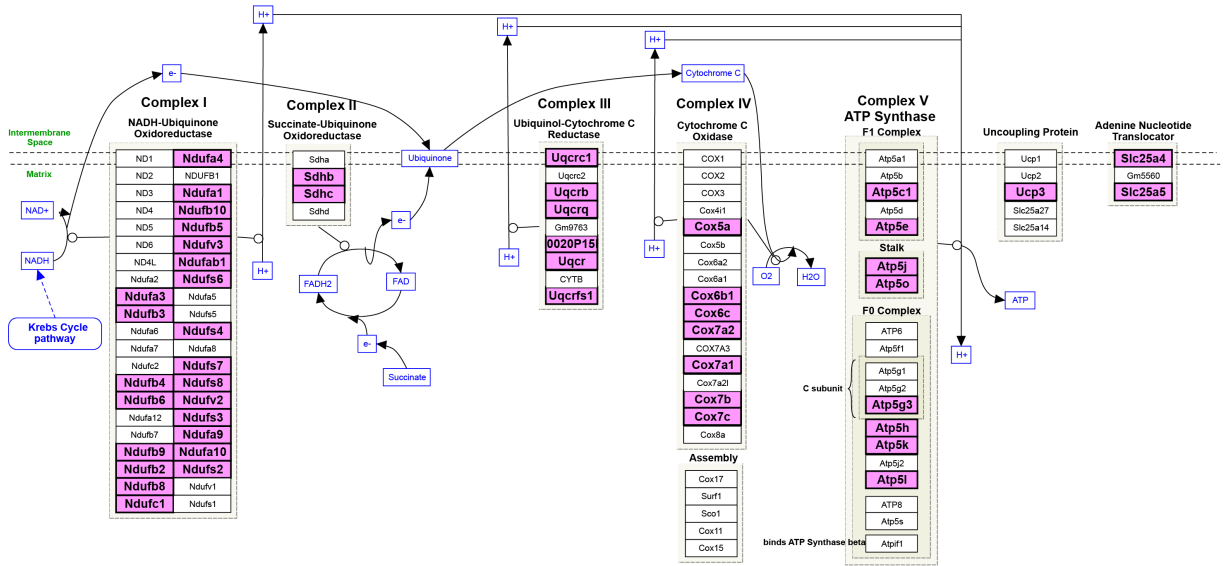 H+
H+
H+
e-
Cytochrome C
Complex I
NADH-Ubiquinone
Oxidoreductase
Complex II
Succinate-Ubiquinone
Oxidoreductase
Complex III
Ubiquinol-Cytochrome C
Reductase
Complex IV
Cytochrome C
Oxidase
Complex V
ATP Synthase
F1 Complex
Uncoupling Protein
Adenine Nucleotide
Translocator
Intermembrane
Space
Matrix
Ubiquinone
NAD+
NADH
Krebs Cycle
pathway
ND1 Ndufa4
ND2 NDUFB1
ND3 Ndufa1
ND4 Ndufb10
ND5 Ndufb5
ND6 Ndufv3
ND4L Ndufab1
Ndufa2 Ndufs6
Ndufa3 Ndufa5
Ndufb3 Ndufs5
Ndufa6 Ndufs4
Ndufa7 Ndufa8
Ndufc2 Ndufs7
Ndufb4 Ndufs8
Ndufb6 Ndufv2
Ndufa12 Ndufs3
Ndufb7 Ndufa9
Ndufb9 Ndufa10
Ndufb2 Ndufs2
Ndufb8 Ndufv1
Ndufc1 Ndufs1
H+
Sdha
Sdhb
Sdhc
Sdhd
e-
FADH2
FAD
e-
Succinate
H+
Uqcrc1
Uqcrc2
Uqcrb
Uqcrq
Gm9763
0020P15
Uqcr
CYTB
Uqcrfs1
H+
COX1
COX2
COX3
Cox4i1
Cox5a
Cox5b
Cox6a2
Cox6a1
Cox6b1
Cox6c
Cox7a2
COX7A3
Cox7a1
Cox7a2l
Cox7b
Cox7c
Cox8a
Assembly
Cox17
Surf1
Sco1
Cox11
Cox15
O2
H2O
Atp5a1
Atp5b
Atp5c1
Atp5d
Atp5e
Stalk
Atp5j
Atp5o
F0 Complex
ATP6
Atp5f1
C subunit
Atp5g1
Atp5g2
Atp5g3
Atp5h
Atp5k
Atp5j2
Atp5l
ATP8
Atp5s
binds ATP Synthase beta
Atpif1
H+
ATP
Ucp1
Ucp2
Ucp3
Slc25a27
Slc25a14
Slc25a4
Gm5560
Slc25a5